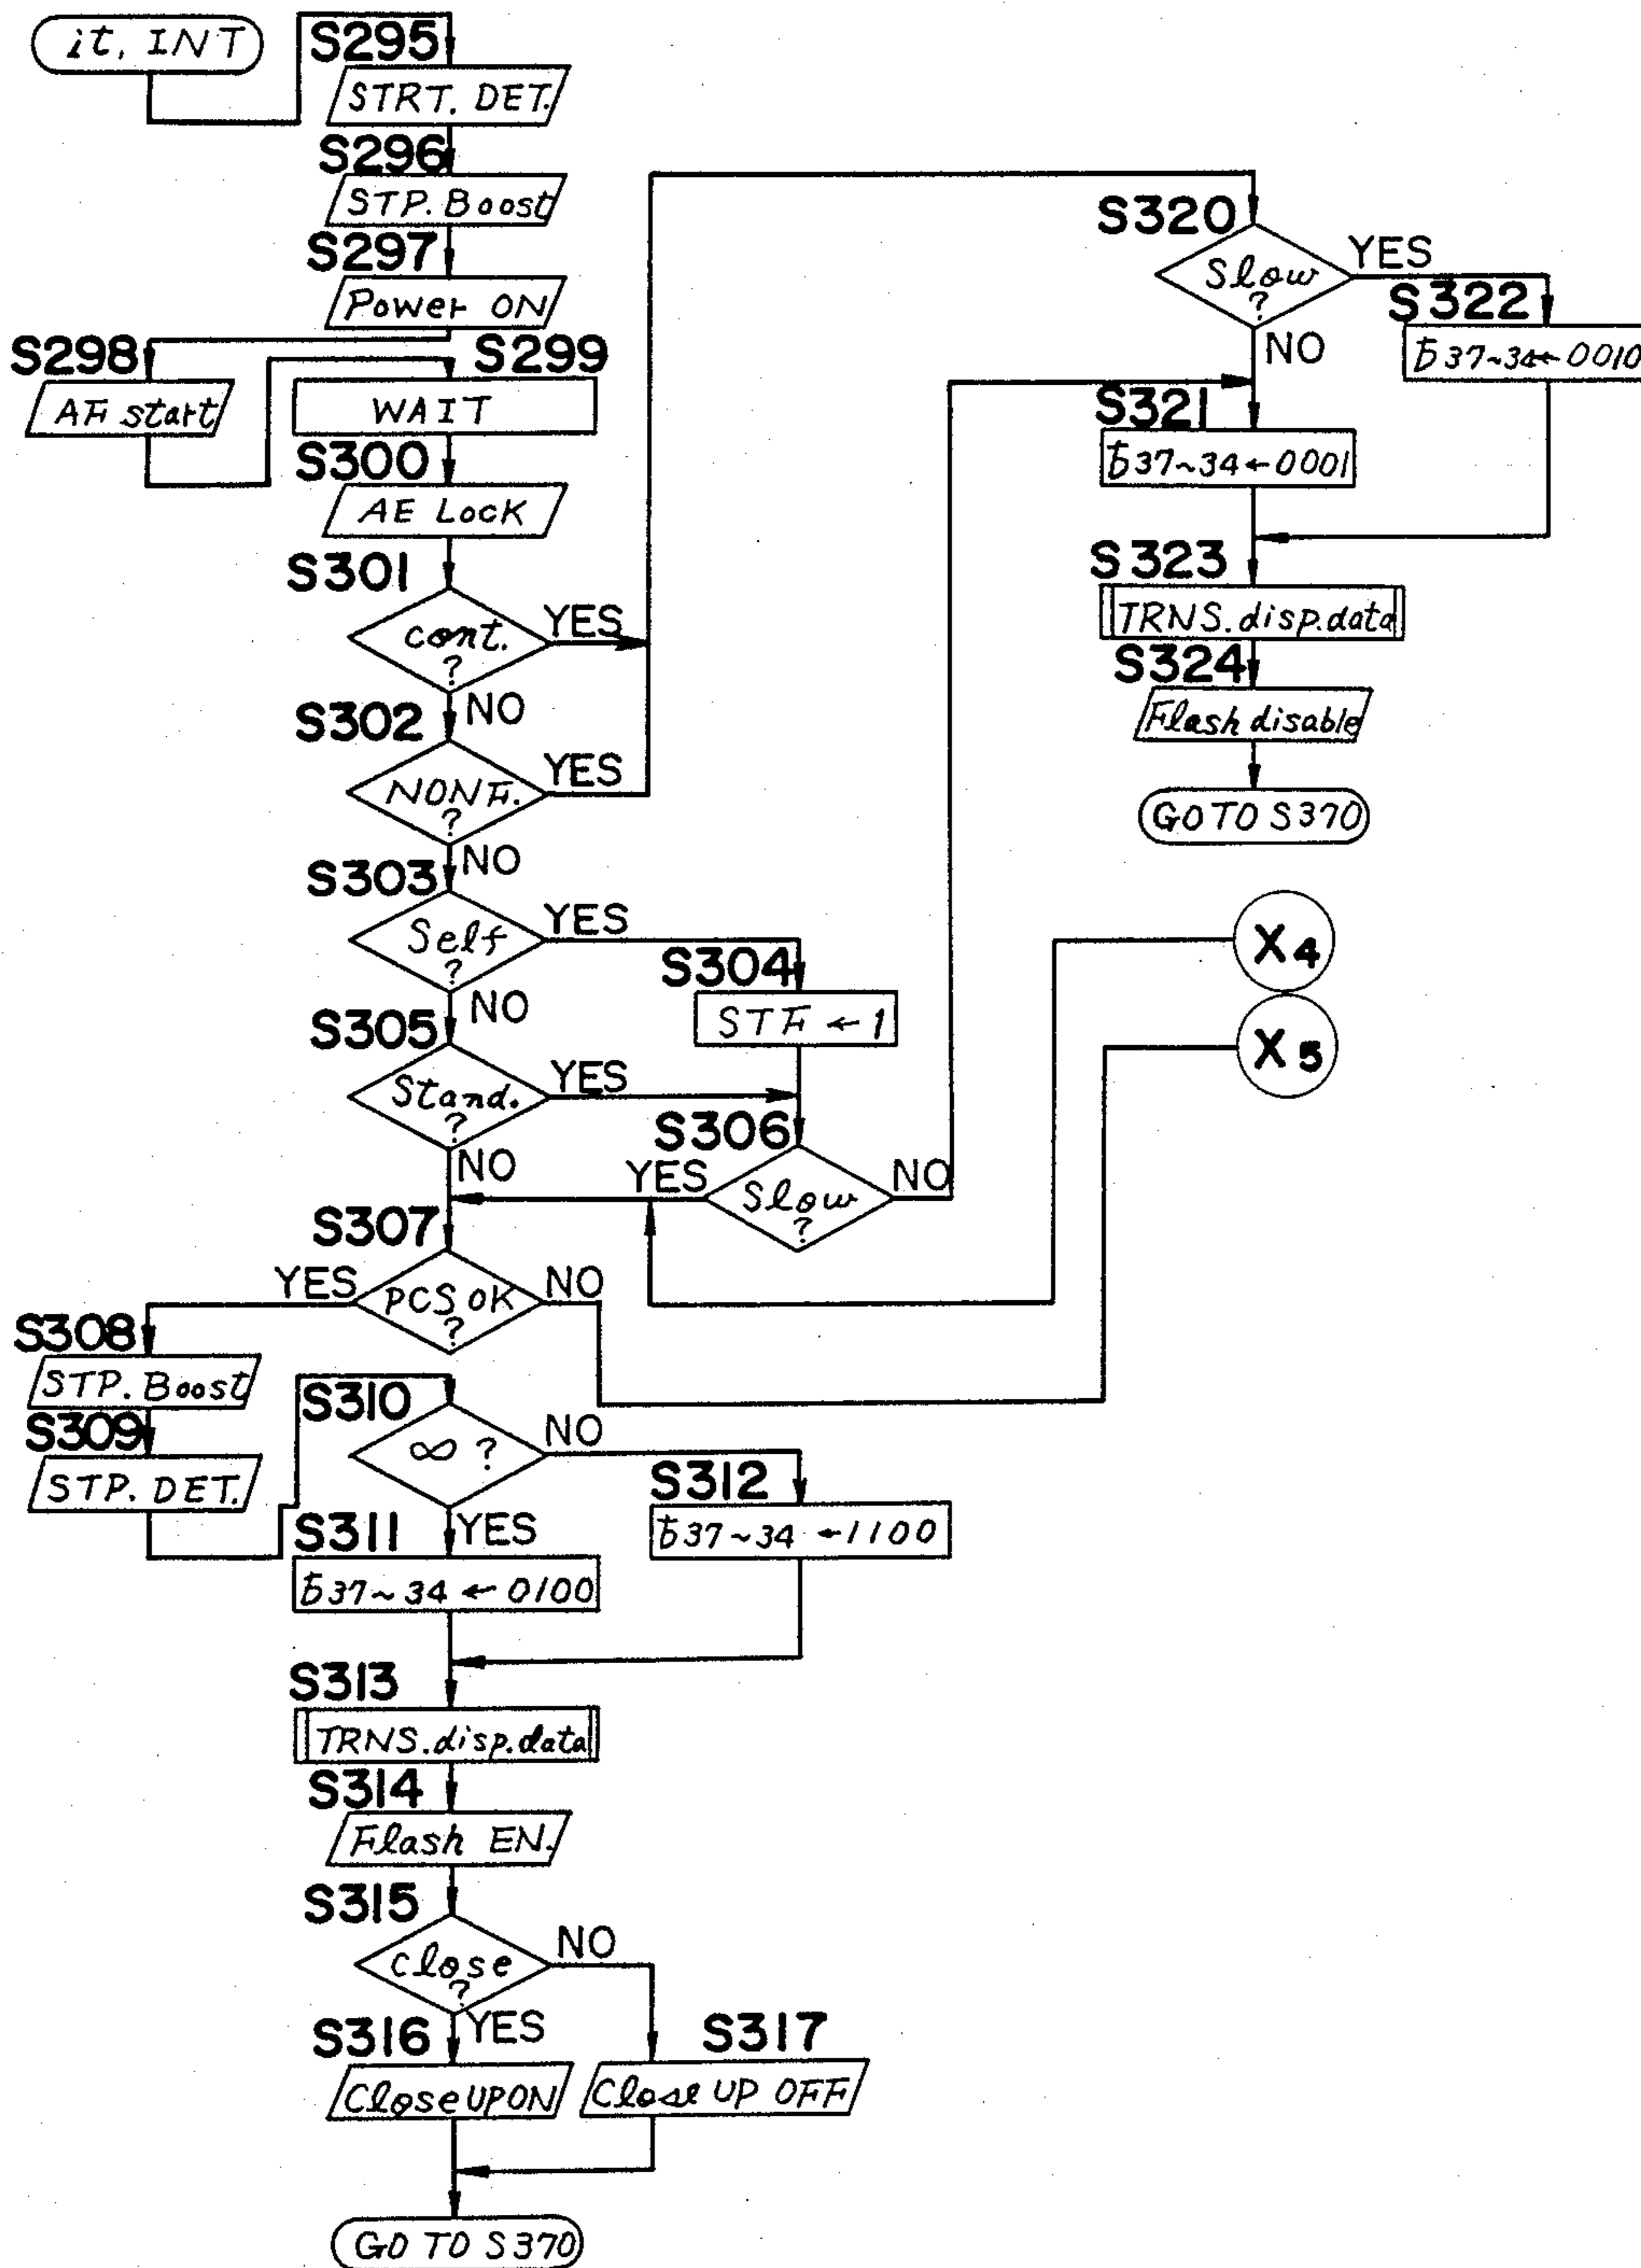 it, INT
S295
STRT. DET.
S296
STP. Boost
S297
Power ON
S298
AF start
S299
WAIT
S300
AE LOCK
S301
cont.
?
YES
NO
S302
NONF.
?
YES
NO
S303
Self
?
YES
NO
S304
STF ← 1
S305
Stand.
?
YES
NO
S306
Slow
?
YES
NO
S307
PCS OK
?
YES
NO
S308
STP. Boost
S309
STP. DET.
S310
∞ ?
NO
YES
S311
b37~34 ← 0100
S312
b37~34 ← 1100
S313
TRNS. disp. data
S314
Flash EN.
S315
close
?
NO
YES
S316
Close UP ON
S317
Close UP OFF
GO TO S370
S320
Slow
?
YES
NO
S321
b37~34 ← 0001
S322
b37~34 ← 0010
S323
TRNS. disp. data
S324
Flash disable
GO TO S370
X4
X5